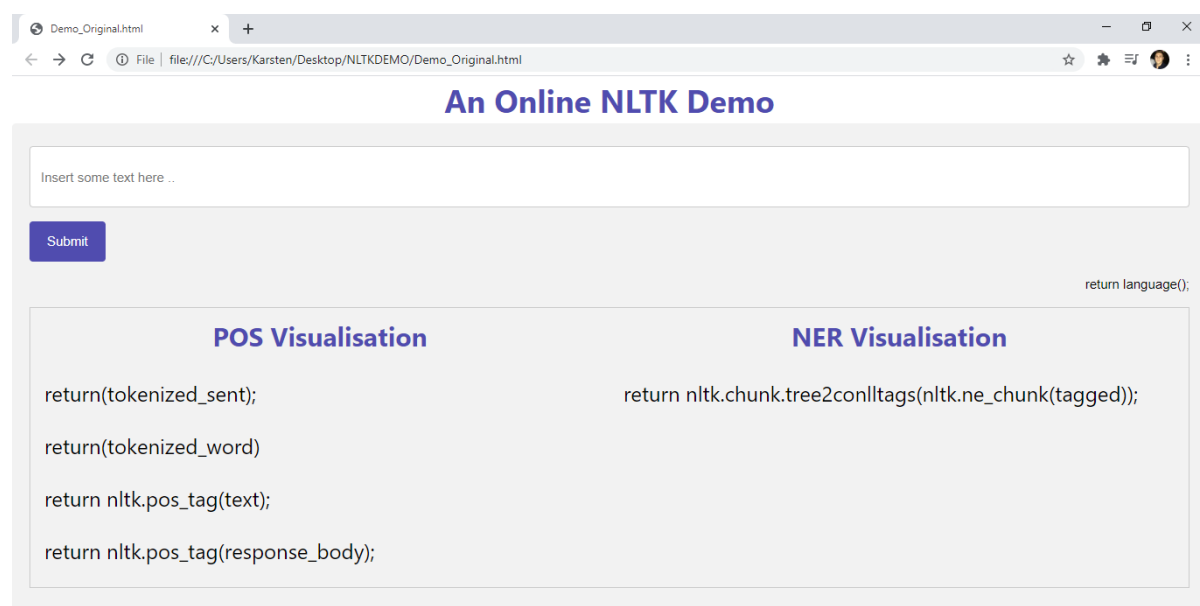 Demo_Original.html
File | file:///C:/Users/Karsten/Desktop/NLTKDEMO/Demo_Original.html
An Online NLTK Demo
Insert some text here ..
Submit
return language();
POS Visualisation
return(tokenized_sent);
return(tokenized_word)
return nltk.pos_tag(text);
return nltk.pos_tag(response_body);
NER Visualisation
return nltk.chunk.tree2conlltags(nltk.ne_chunk(tagged));